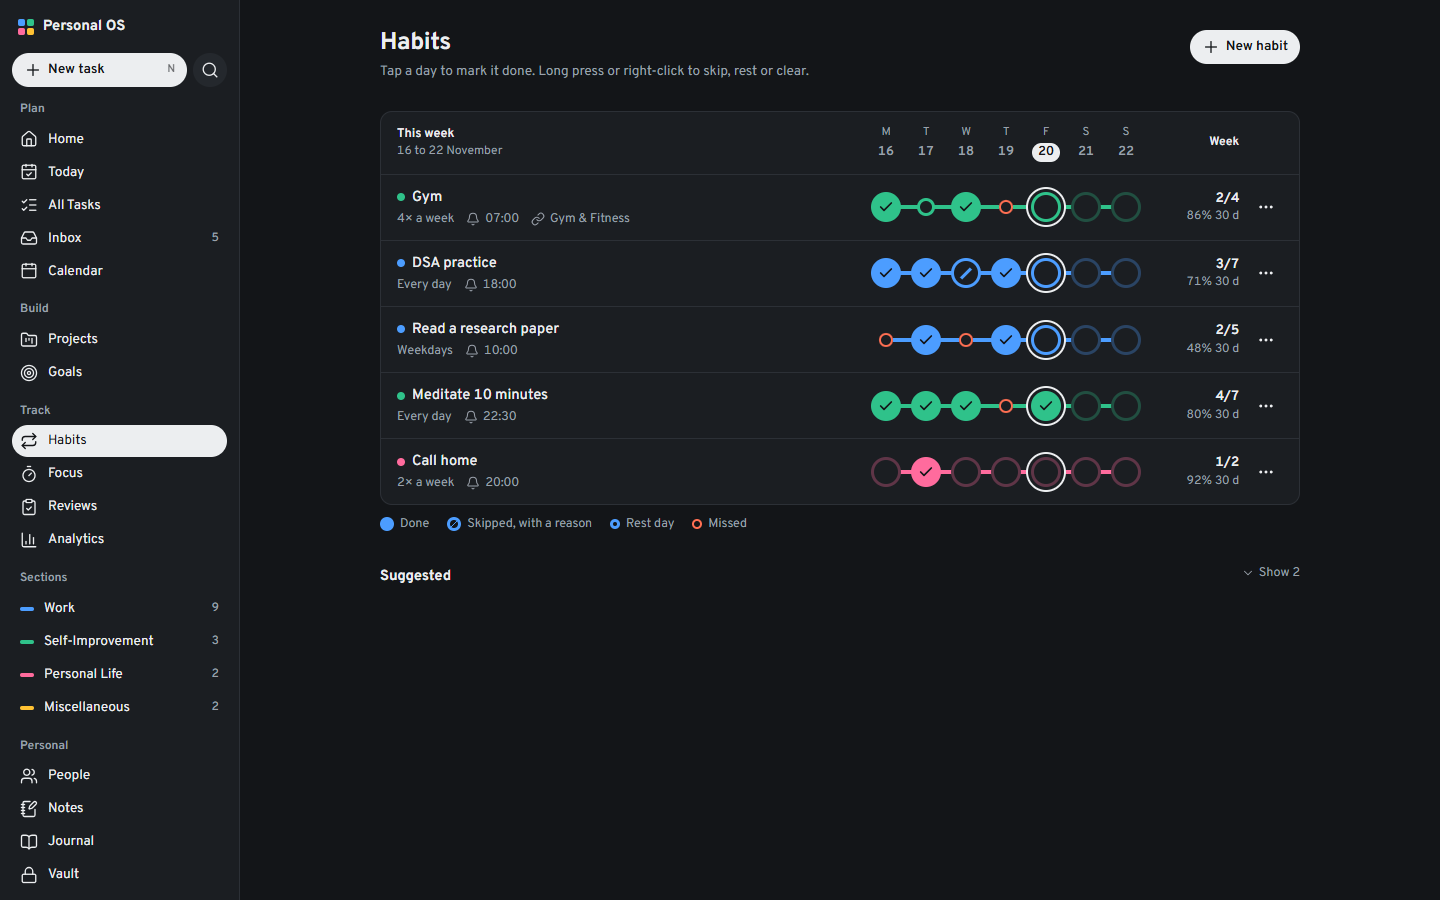 Personal OS
New task N
Plan
Home
Today
All Tasks
Inbox 5
Calendar
Build
Projects
Goals
Track
Habits
Focus
Reviews
Analytics
Sections
Work 9
Self-Improvement 3
Personal Life 2
Miscellaneous 2
Personal
People
Notes
Journal
Vault
Habits
Tap a day to mark it done. Long press or right-click to skip, rest or clear.
New habit
This week
16 to 22 November
M T W T F S S
16 17 18 19 20 21 22
Week
Gym
4× a week 07:00 Gym & Fitness
2/4
86% 30 d
DSA practice
Every day 18:00
3/7
71% 30 d
Read a research paper
Weekdays 10:00
2/5
48% 30 d
Meditate 10 minutes
Every day 22:30
4/7
80% 30 d
Call home
2× a week 20:00
1/2
92% 30 d
Done Skipped, with a reason Rest day Missed
Suggested
Show 2